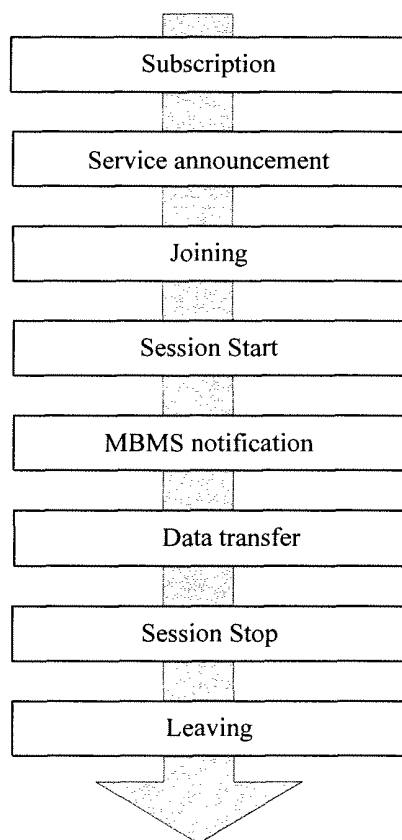 Subscription
Service announcement
Joining
Session Start
MBMS notification
Data transfer
Session Stop
Leaving